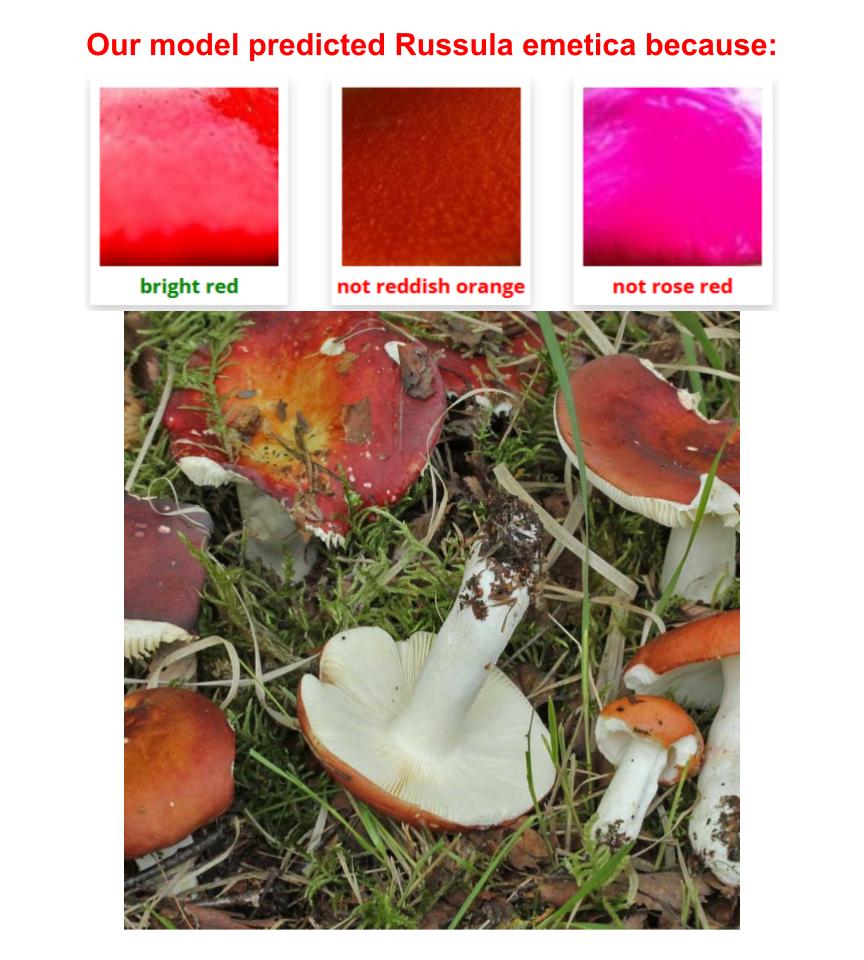 Our model predicted Russula emetica because:
bright red
not reddish orange
not rose red